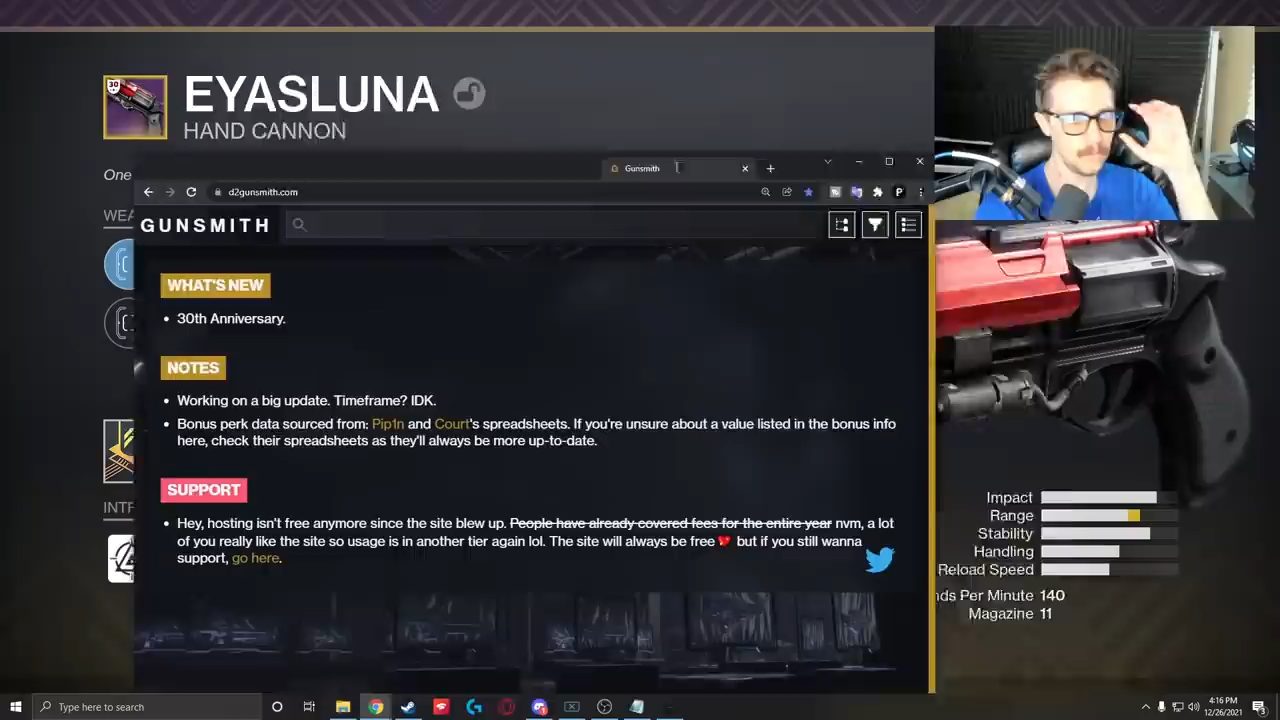 EYASLUNA
HAND CANNON
30
One
WEA
INT
Gunsmith
d2gunsmith.com
P
GUNSMITH
WHAT'S NEW
• 30th Anniversary.
NOTES
• Working on a big update. Timeframe? IDK.
• Bonus perk data sourced from: Pip1n and Court's spreadsheets. If you're unsure about a value listed in the bonus info
here, check their spreadsheets as they'll always be more up-to-date.
SUPPORT
• Hey, hosting isn't free anymore since the site blew up. People have already covered fees for the entire year nvm, a lot
of you really like the site so usage is in another tier again lol. The site will always be free but if you still wanna
support, go here.
Impact
Range
Stability
Handling
Reload Speed
nds Per Minute 140
Magazine 11
Type here to search
4:16 PM
12/26/2021